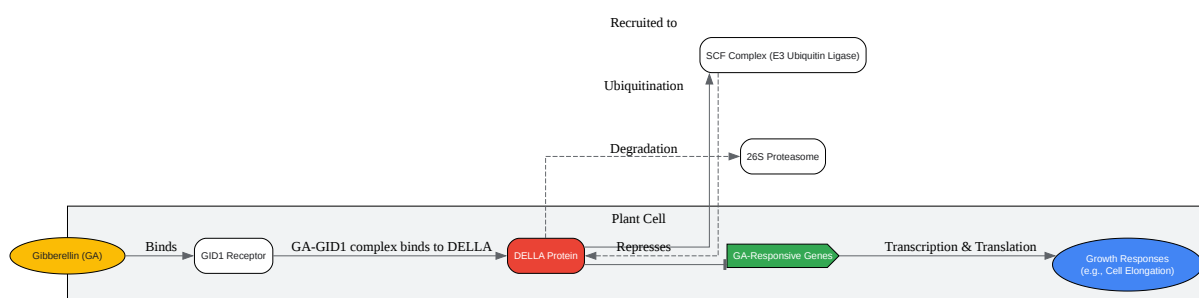 Recruited to
SCF Complex (E3 Ubiquitin Ligase)
Ubiquitination
Degradation
26S Proteasome
Plant Cell
Gibberellin (GA)
Binds
GID1 Receptor
GA-GID1 complex binds to DELLA
DELLA Protein
Represses
GA-Responsive Genes
Transcription & Translation
Growth Responses
(e.g., Cell Elongation)